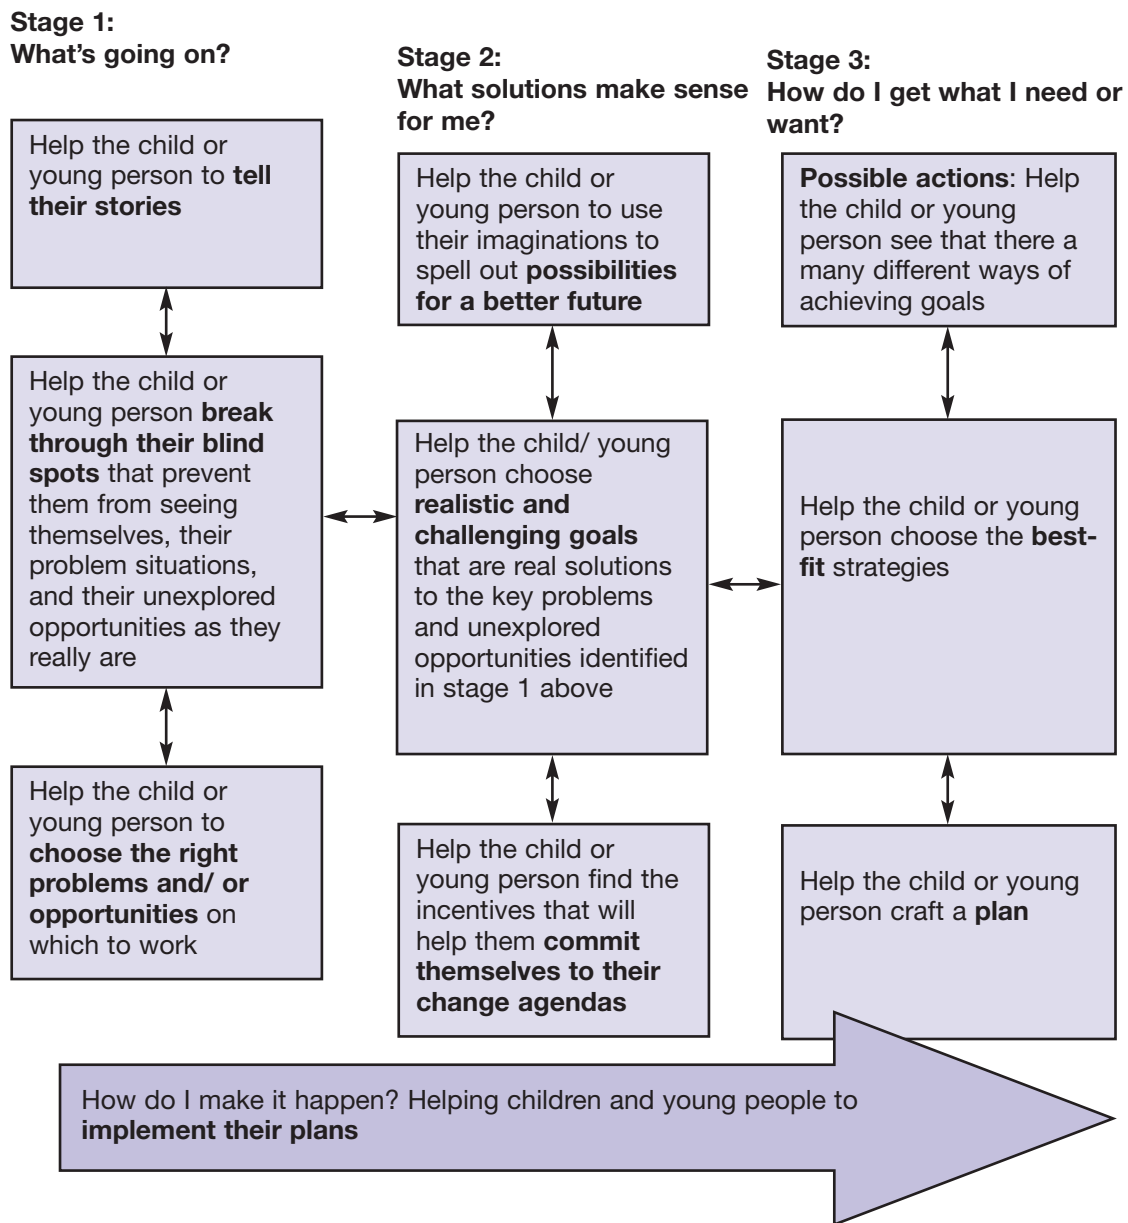 Stage 1:
What's going on?
Help the child or
young person to tell
their stories
Help the child or
young person break
through their blind
spots that prevent
them from seeing
themselves, their
problem situations,
and their unexplored
opportunities as they
really are
Help the child or
young person to
choose the right
problems and/ or
opportunities on
which to work
Stage 2:
What solutions make sense
for me?
Help the child or
young person to use
their imaginations to
spell out possibilities
for a better future
Help the child/ young
person choose
realistic and
challenging goals
that are real solutions
to the key problems
and unexplored
opportunities identified
in stage 1 above
Help the child or
young person find the
incentives that will
help them commit
themselves to their
change agendas
Stage 3:
How do I get what I need or
want?
Possible actions: Help
the child or young
person see that there a
many different ways of
achieving goals
Help the child or young
person choose the best-
fit strategies
Help the child or young
person craft a plan
How do I make it happen? Helping children and young people to
implement their plans